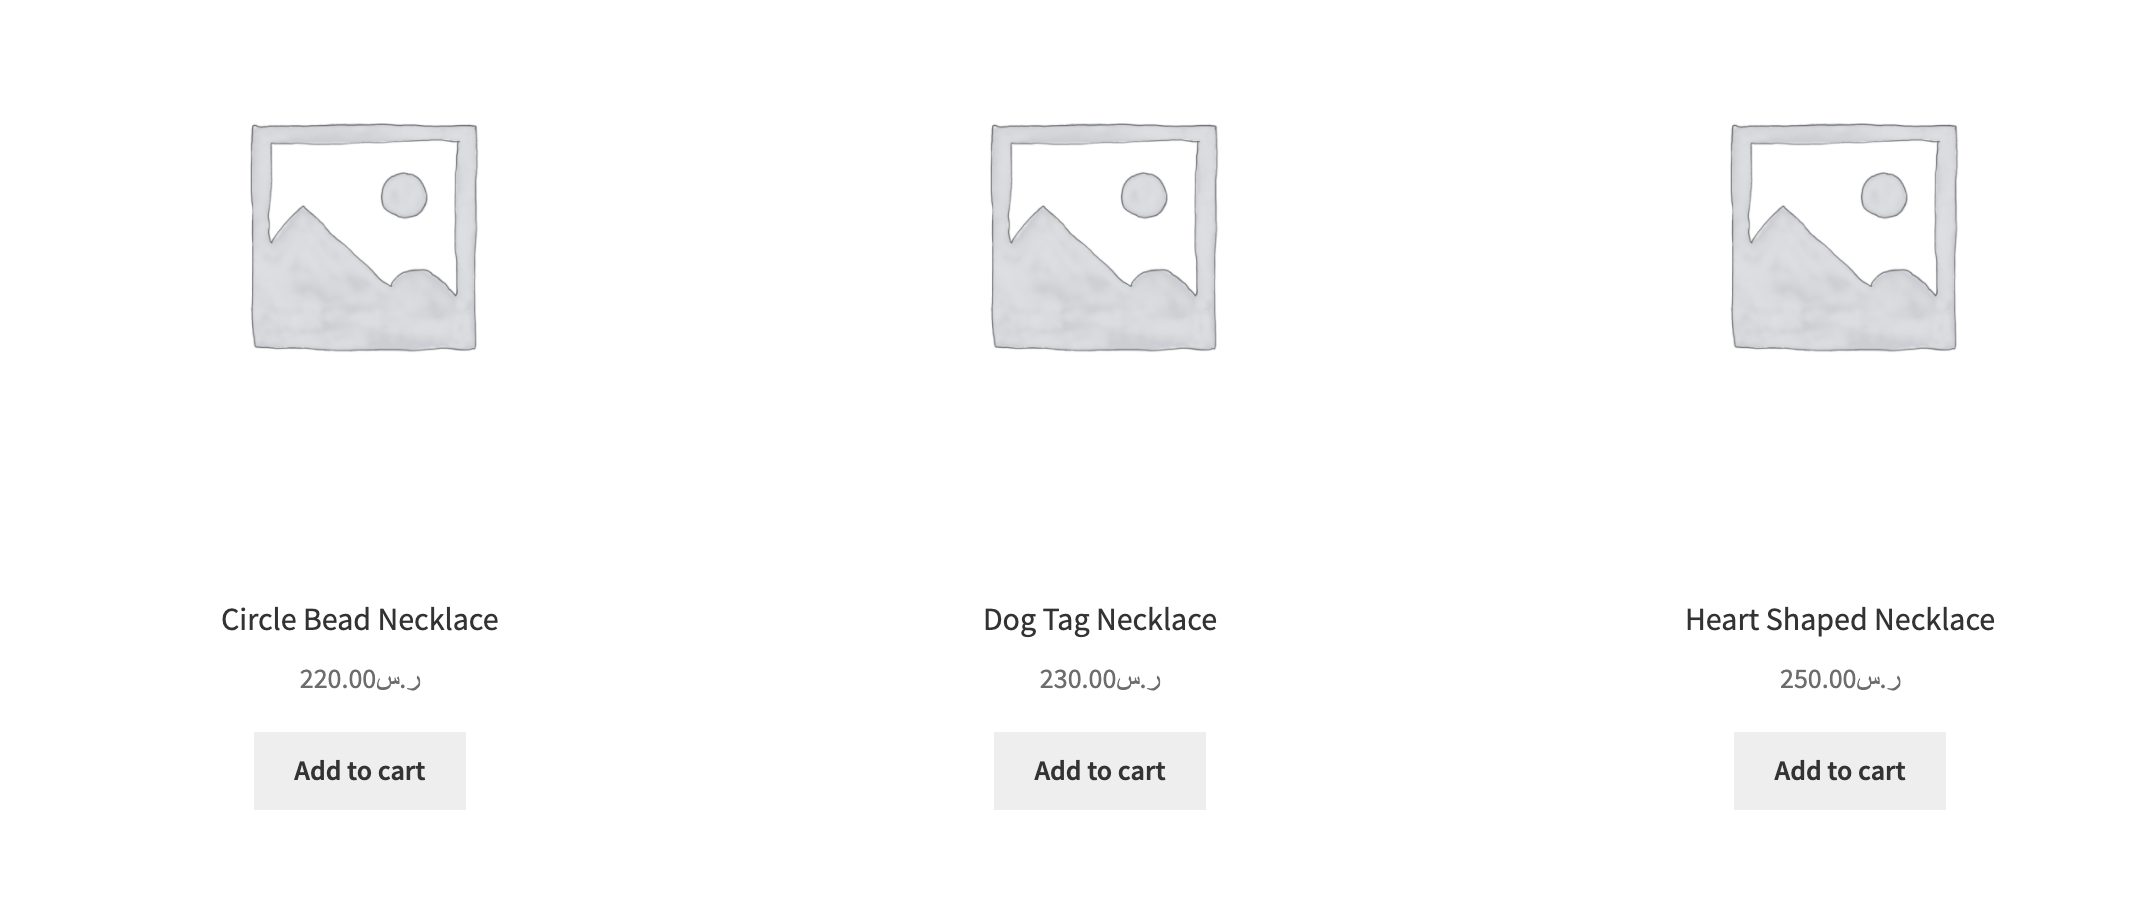 Circle Bead Necklace
220.00ر.س
Add to cart
Dog Tag Necklace
230.00ر.س
Add to cart
Heart Shaped Necklace
250.00ر.س
Add to cart